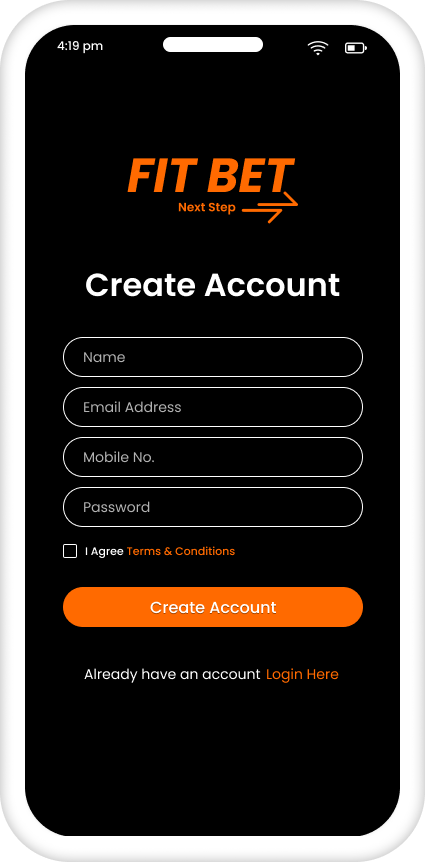 4:19 pm
FIT BET
Next Step
Create Account
Name
Email Address
Mobile No.
Password
I Agree Terms & Conditions
Create Account
Already have an account Login Here